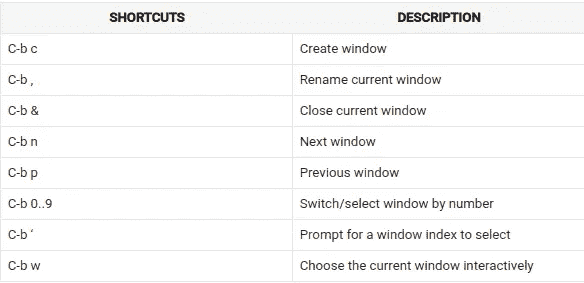 SHORTCUTS DESCRIPTION
C-b c Create window
C-b , Rename current window
C-b & Close current window
C-b n Next window
C-b p Previous window
C-b 0..9 Switch/select window by number
C-b ‘ Prompt for a window index to select
C-b w Choose the current window interactively